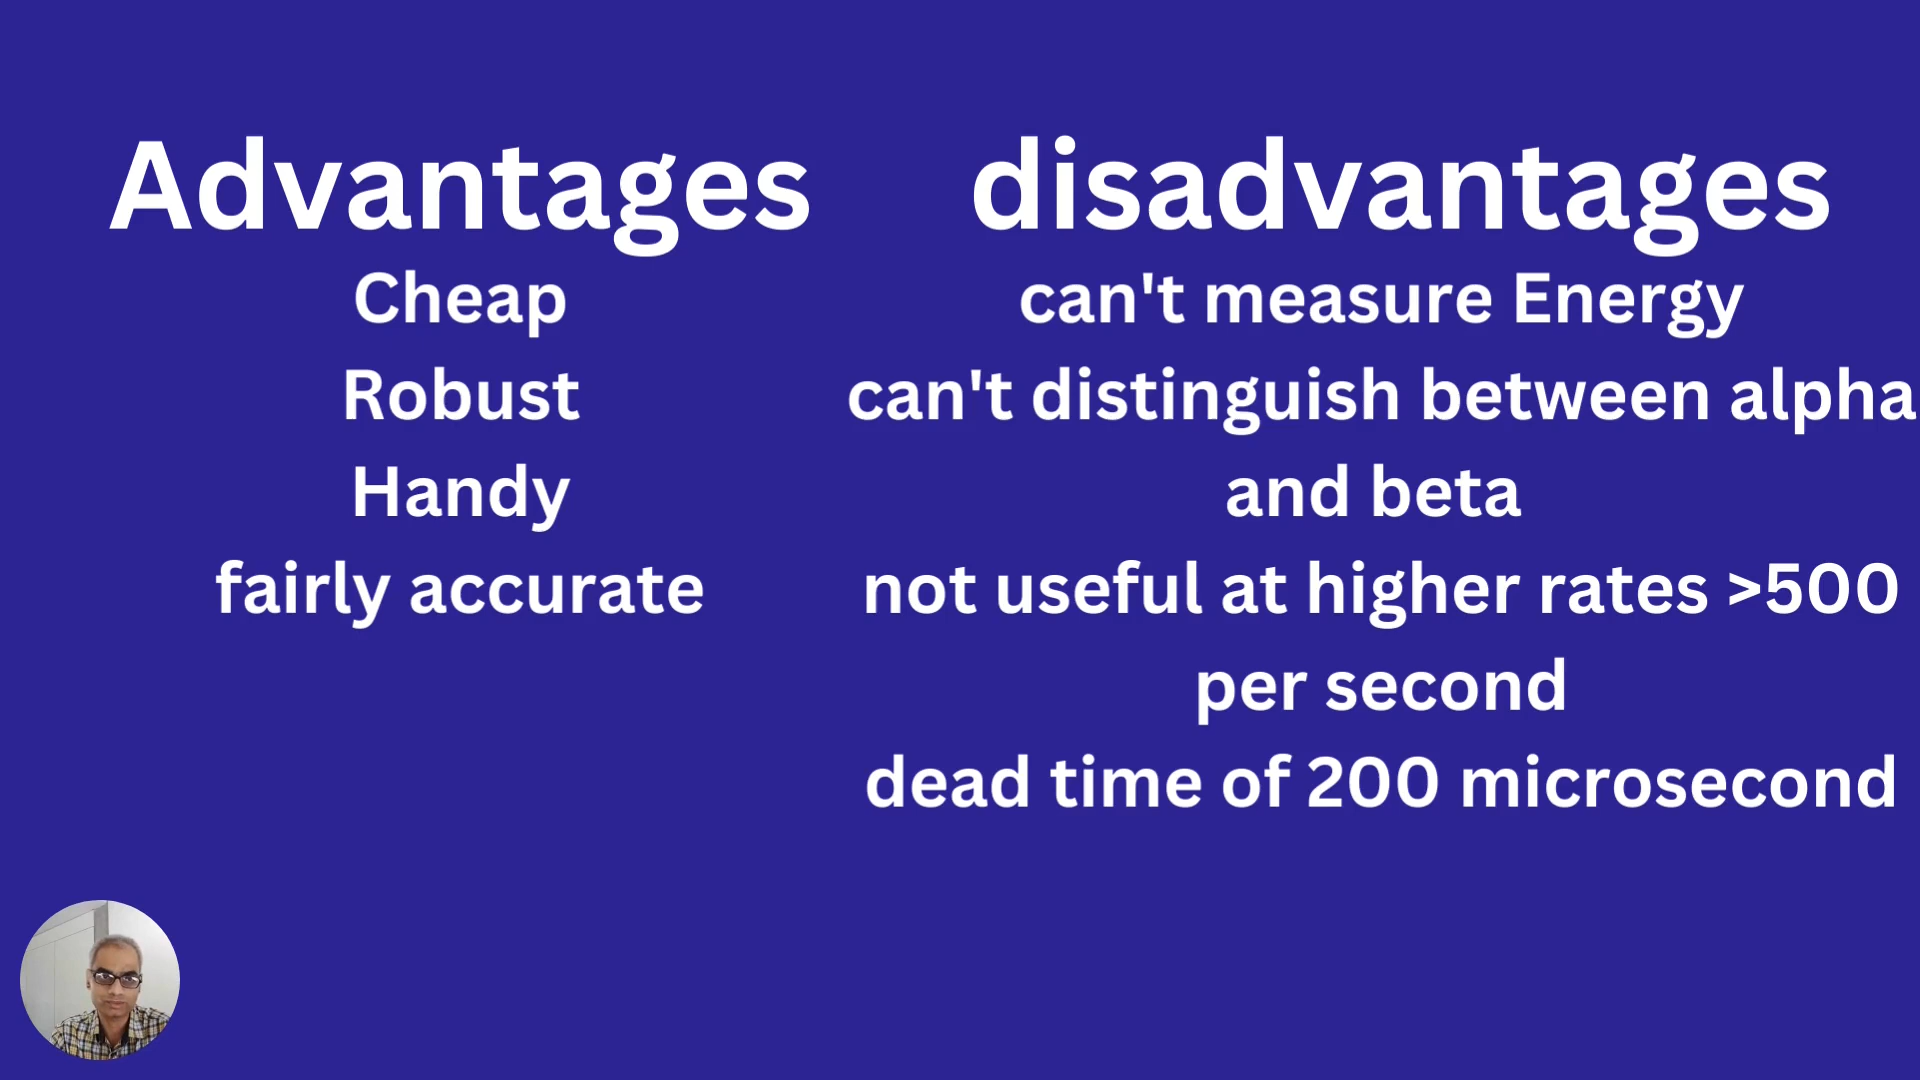 Advantages
Cheap
Robust
Handy
fairly accurate
disadvantages
can't measure Energy
can't distinguish between alpha
and beta
not useful at higher rates >500
per second
dead time of 200 microsecond